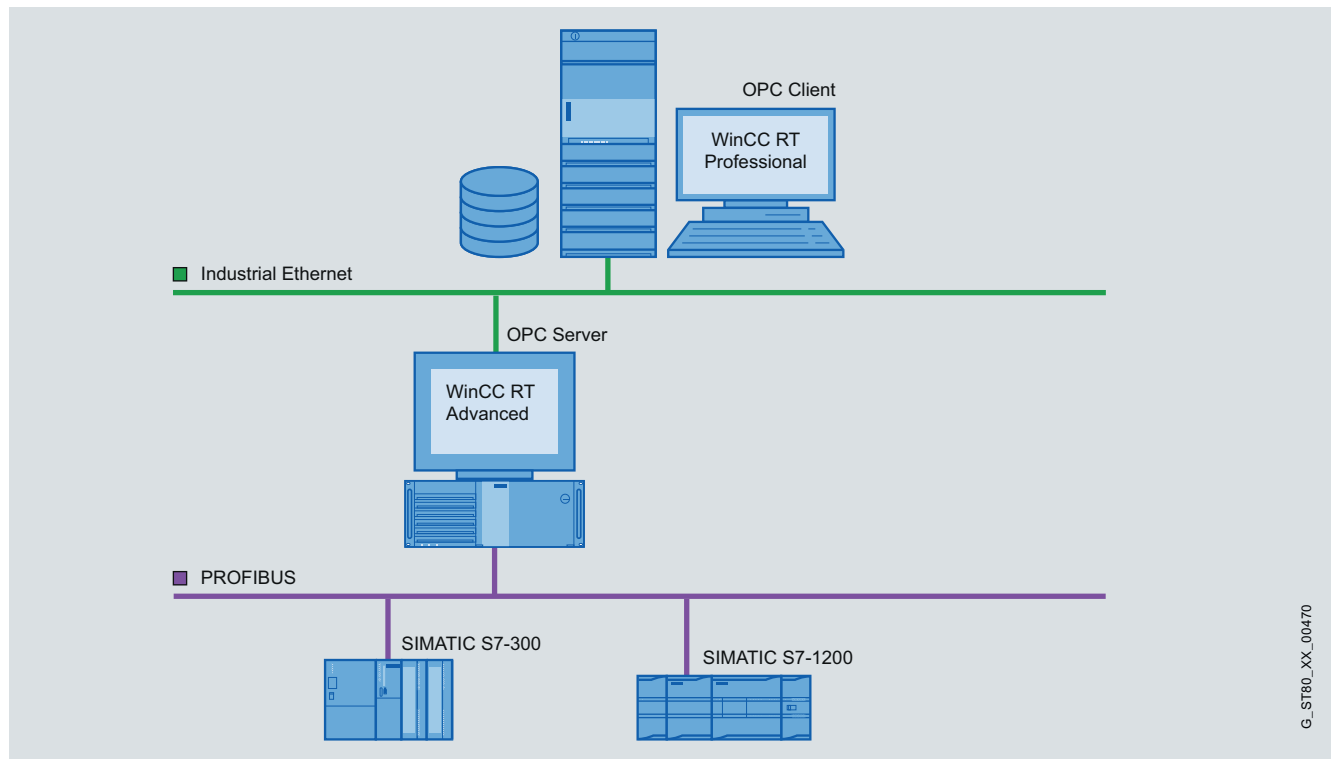 OPC Client
WinCC RT
Professional
Industrial Ethernet
OPC Server
WinCC RT
Advanced
PROFIBUS
SIMATIC S7-300
SIMATIC S7-1200
G_ST80_XX_00470